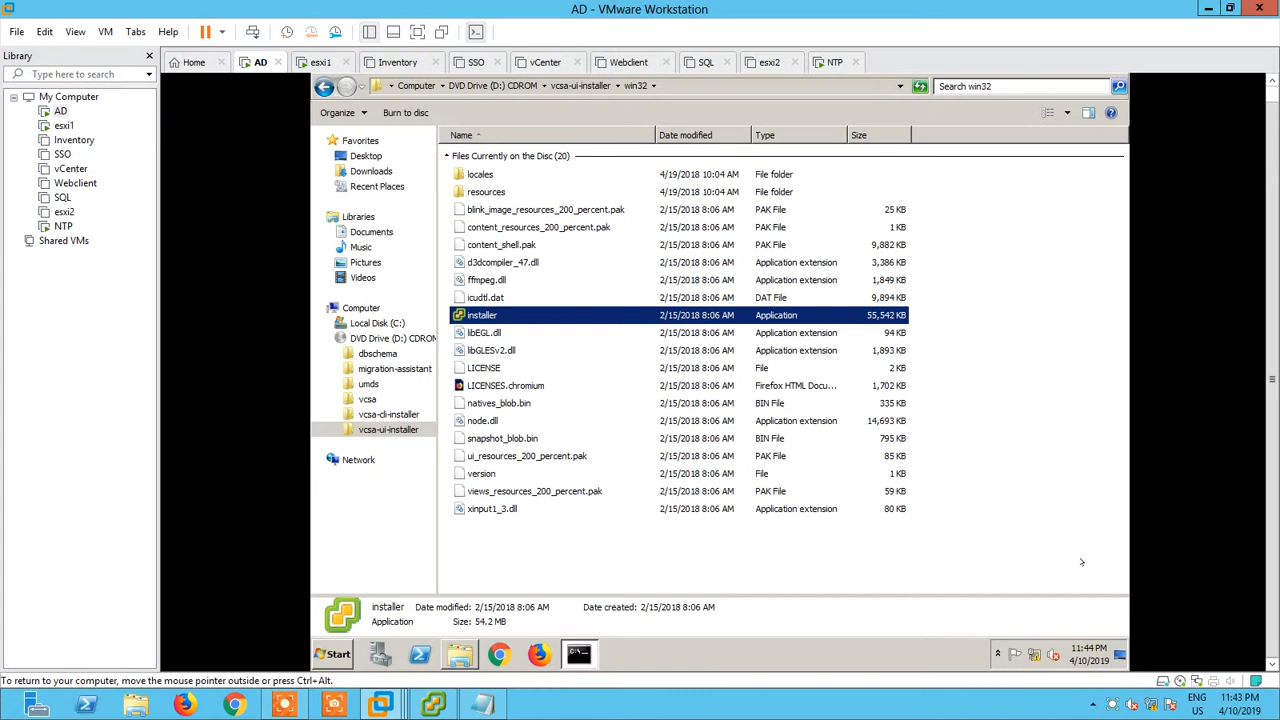 AD - VMware Workstation
File Edit View VM Tabs Help
Library
Type here to search
My Computer
AD
esxi1
Inventory
SSO
vCenter
Webclient
SQL
esxi2
NTP
Shared VMs
Home AD esxi1 Inventory SSO vCenter Webclient SQL esxi2 NTP
Computer DVD Drive (D:) CDROM vcsa-ui-installer win32
Search win32
Organize Burn to disc
Favorites
Desktop
Downloads
Recent Places
Libraries
Documents
Music
Pictures
Videos
Computer
Local Disk (C:)
DVD Drive (D:) CDROM
dbschema
migration-assistant
umds
vcsa
vcsa-cli-installer
vcsa-ui-installer
Network
Name Date modified Type Size
Files Currently on the Disc (20)
locales 4/19/2018 10:04 AM File folder
resources 4/19/2018 10:04 AM File folder
blink_image_resources_200_percent.pak 2/15/2018 8:06 AM PAK File 25 KB
content_resources_200_percent.pak 2/15/2018 8:06 AM PAK File 1 KB
content_shell.pak 2/15/2018 8:06 AM PAK File 9,882 KB
d3dcompiler_47.dll 2/15/2018 8:06 AM Application extension 3,386 KB
ffmpeg.dll 2/15/2018 8:06 AM Application extension 1,849 KB
icudtl.dat 2/15/2018 8:06 AM DAT File 9,894 KB
installer 2/15/2018 8:06 AM Application 55,542 KB
libEGL.dll 2/15/2018 8:06 AM Application extension 94 KB
libGLESv2.dll 2/15/2018 8:06 AM Application extension 1,893 KB
LICENSE 2/15/2018 8:06 AM File 2 KB
LICENSES.chromium 2/15/2018 8:06 AM Firefox HTML Docu... 1,702 KB
natives_blob.bin 2/15/2018 8:06 AM BIN File 335 KB
node.dll 2/15/2018 8:06 AM Application extension 14,693 KB
snapshot_blob.bin 2/15/2018 8:06 AM BIN File 795 KB
ui_resources_200_percent.pak 2/15/2018 8:06 AM PAK File 85 KB
version 2/15/2018 8:06 AM File 1 KB
views_resources_200_percent.pak 2/15/2018 8:06 AM PAK File 59 KB
xinput1_3.dll 2/15/2018 8:06 AM Application extension 80 KB
installer Date modified: 2/15/2018 8:06 AM Date created: 2/15/2018 8:06 AM
Application Size: 54.2 MB
Start
11:44 PM
4/10/2019
To return to your computer, move the mouse pointer outside or press Ctrl+Alt.
ENG 11:43 PM
US 4/10/2019